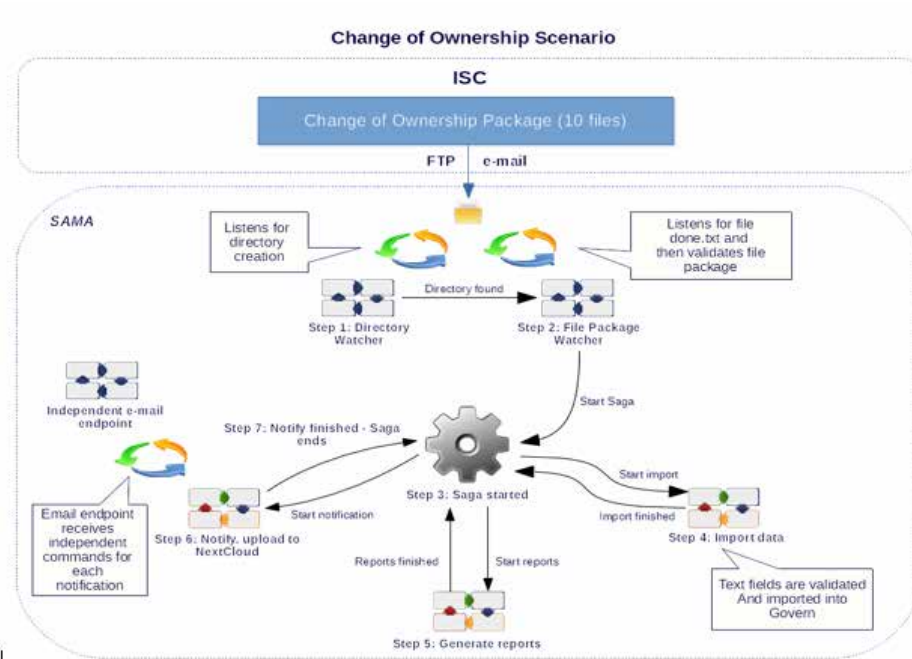 Change of Ownership Scenario
ISC
Change of Ownership Package (10 files)
FTP
e-mail
SAMA
Listens for
directory
creation
Listens for file
done.txt and
then validates file
package
Directory found
Step 1: Directory
Watcher
Step 2: File Package
Watcher
Independent e-mail
endpoint
Start Saga
Step 7: Notify finished - Saga
ends
Step 3: Saga started
Start import
Import finished
Start notification
Email endpoint
receives
independent
commands for
each
notification
Step 6: Notify, upload to
NextCloud
Step 4: Import data
Reports finished
Start reports
Text fields are validated
And imported into
Govern
Step 5: Generate reports